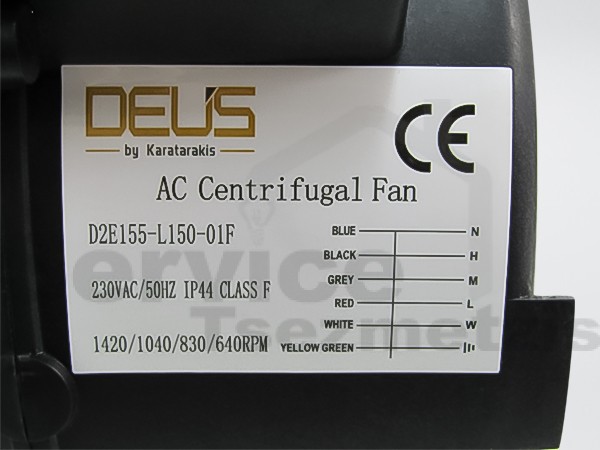 DEUS
by Karatarakis
CE
AC Centrifugal Fan
D2E155-L150-01F
230VAC/50HZ IP44 CLASS F
1420/1040/830/640RPM
BLUE N
BLACK H
GREY M
RED L
WHITE W
YELLOW GREEN
ervice
Tsezmetus